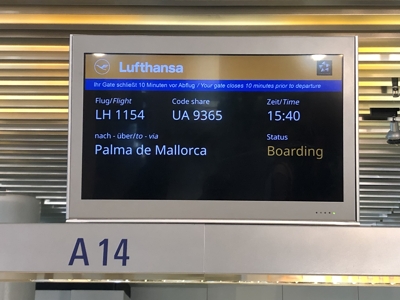 Lufthansa
Ihr Gate schließt 10 Minuten vor Abflug / Your gate closes 10 minutes prior to departure
Flug/Flight Code share Zeit/Time
LH 1154 UA 9365 15:40
nach - über/to - via Status
Palma de Mallorca Boarding
A 14